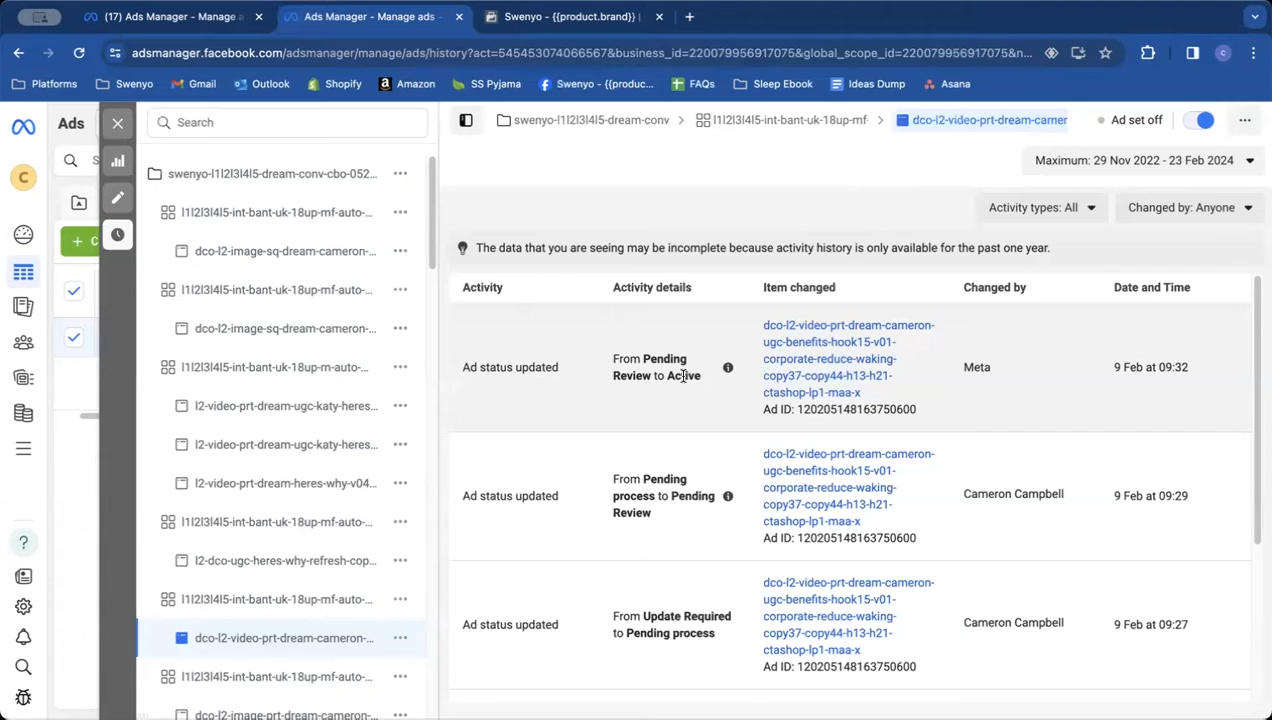 (17) Ads Manager - Manage a
Ads Manager - Manage ads -
Swenyo - {{product.brand}} |
adsmanager.facebook.com/adsmanager/manage/ads/history?act=545453074066567&business_id=220079956917075&global_scope_id=220079956917075&n...
C
Platforms
Swenyo
Gmail
Outlook
Shopify
Amazon
SS Pyjama
Swenyo - {{produc...
FAQs
Sleep Ebook
Ideas Dump
Asana
Ads
Search
swenyo-l1l2l3l4l5-dream-conv
l1l2l3l4l5-int-bant-uk-18up-mf-
dco-l2-video-prt-dream-camer
Ad set off
Maximum: 29 Nov 2022 - 23 Feb 2024
C
S
swenyo-l1l2l3l4l5-dream-conv-cbo-052...
Activity types: All
Changed by: Anyone
l1l2l3l4l5-int-bant-uk-18up-mf-auto-...
+ C
dco-l2-image-sq-dream-cameron-...
The data that you are seeing may be incomplete because activity history is only available for the past one year.
l1l2l3l4l5-int-bant-uk-18up-mf-auto-...
dco-l2-image-sq-dream-cameron-...
l1l2l3l4l5-int-bant-uk-18up-m-auto-...
l2-video-prt-dream-ugc-katy-heres...
l2-video-prt-dream-ugc-katy-heres...
l2-video-prt-dream-heres-why-v04...
l1l2l3l4l5-int-bant-uk-18up-mf-auto-...
l2-dco-ugc-heres-why-refresh-cop...
l1l2l3l4l5-int-bant-uk-18up-mf-auto-...
dco-l2-video-prt-dream-cameron-...
l1l2l3l4l5-int-bant-uk-18up-mf-auto-...
dco-l2-image-prt-dream-cameron-...
Activity
Activity details
Item changed
Changed by
Date and Time
Ad status updated
From Pending
Review to Active
dco-l2-video-prt-dream-cameron-
ugc-benefits-hook15-v01-
corporate-reduce-waking-
copy37-copy44-h13-h21-
ctashop-lp1-maa-x
Ad ID: 120205148163750600
Meta
9 Feb at 09:32
Ad status updated
From Pending
process to Pending
Review
dco-l2-video-prt-dream-cameron-
ugc-benefits-hook15-v01-
corporate-reduce-waking-
copy37-copy44-h13-h21-
ctashop-lp1-maa-x
Ad ID: 120205148163750600
Cameron Campbell
9 Feb at 09:29
Ad status updated
From Update Required
to Pending process
dco-l2-video-prt-dream-cameron-
ugc-benefits-hook15-v01-
corporate-reduce-waking-
copy37-copy44-h13-h21-
ctashop-lp1-maa-x
Ad ID: 120205148163750600
Cameron Campbell
9 Feb at 09:27